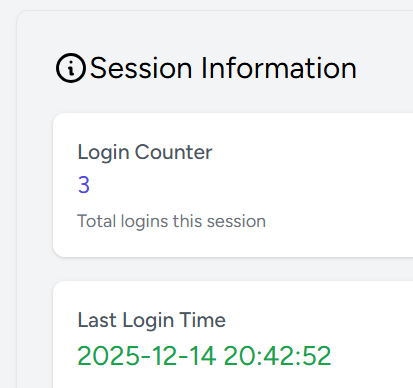 Session Information
Login Counter
3
Total logins this session
Last Login Time
2025-12-14 20:42:52